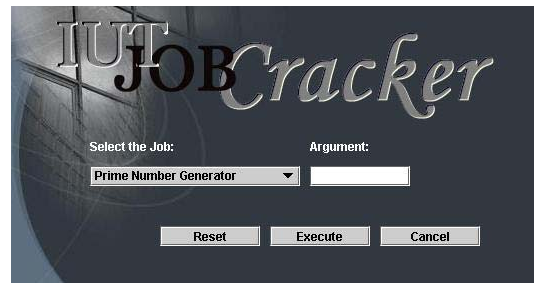 IUT
JOB Cracker
Select the Job: Argument:
Prime Number Generator
Reset Execute Cancel